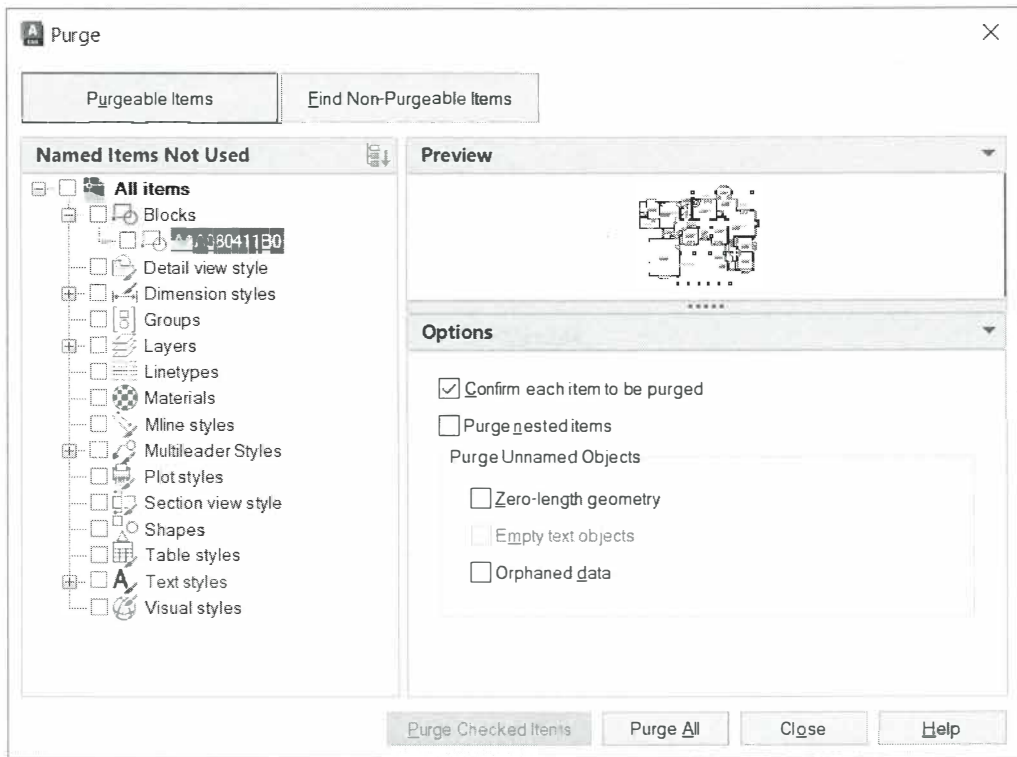 Purge
Purgeable Items
Find Non-Purgeable Items
Named Items Not Used
All items
Blocks
Detail view style
Dimension styles
Groups
Layers
Linetypes
Materials
Mline styles
Multileader Styles
Plot styles
Section view style
Shapes
Table styles
Text styles
Visual styles
Preview
Options
Confirm each item to be purged
Purge nested items
Purge Unnamed Objects
Zero-length geometry
Empty text objects
Orphaned data
Purge Checked Items
Purge All
Close
Help